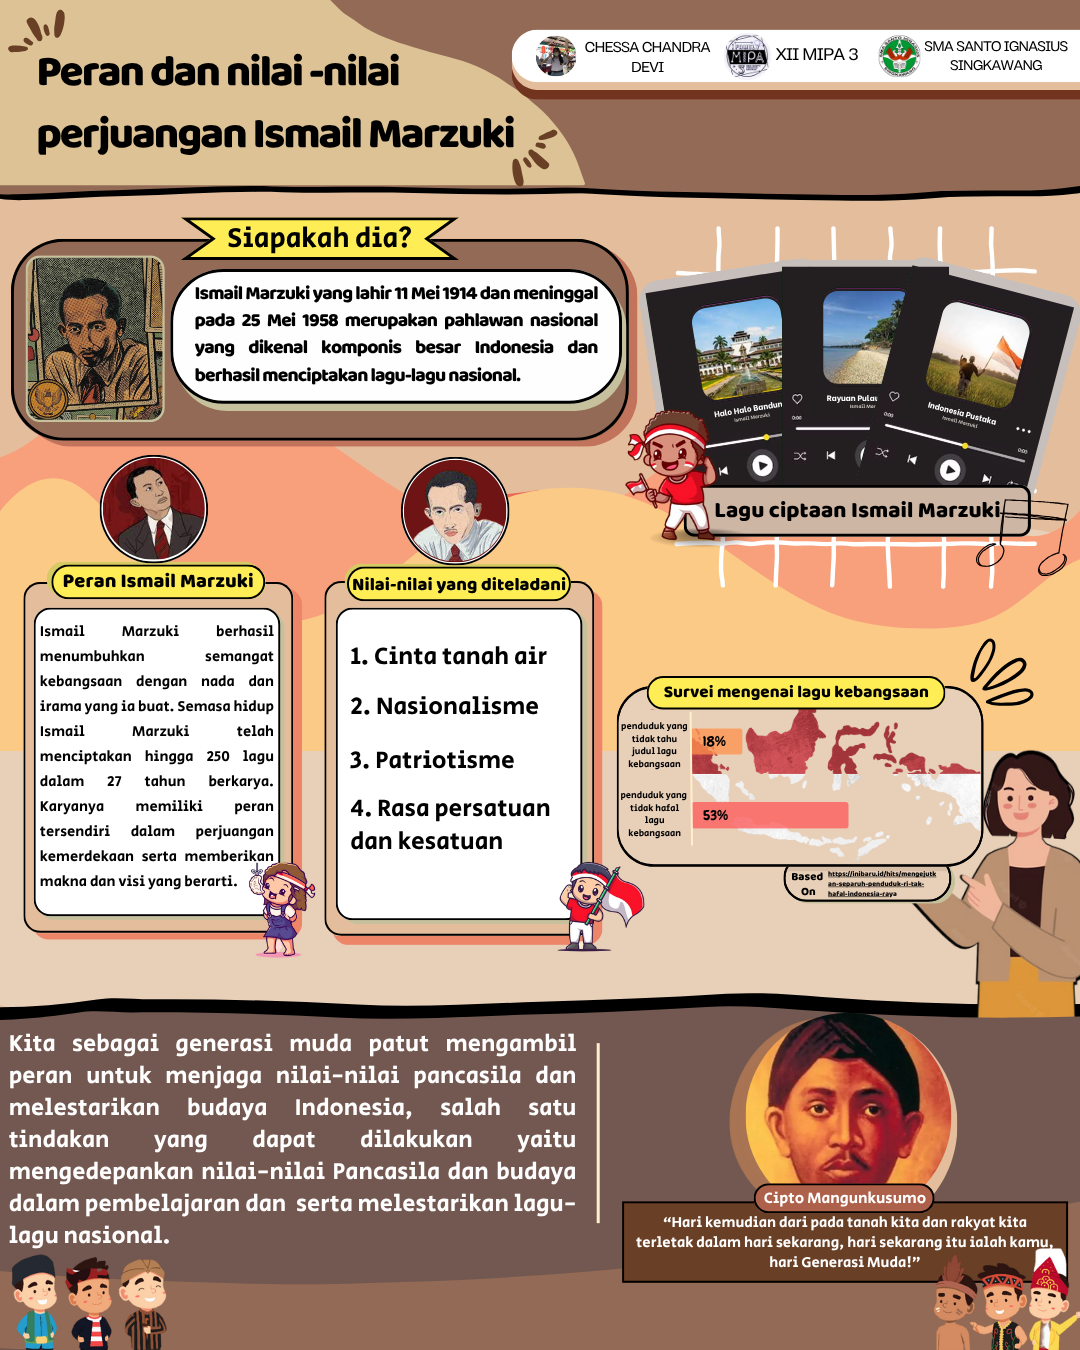 Peran dan nilai -nilai
perjuangan Ismail Marzuki
CHESSA CHANDRA
DEVI
MIPA
XII MIPA 3
SMA SANTO IGNASIUS
SINGKAWANG
Siapakah dia?
Ismail Marzuki yang lahir 11 Mei 1914 dan meninggal
pada 25 Mei 1958 merupakan pahlawan nasional
yang dikenal komponis besar Indonesia dan
berhasil menciptakan lagu-lagu nasional.
Halo Halo Bandun
Ismail Marzuki
Rayuan Pulau
Ismail Mar
0:00
Indonesia Pustaka
Ismail Marzuki
0:00
0:00
Lagu ciptaan Ismail Marzuki
Peran Ismail Marzuki
Ismail Marzuki berhasil
menumbuhkan semangat
kebangsaan dengan nada dan
irama yang ia buat. Semasa hidup
Ismail Marzuki telah
menciptakan hingga 250 lagu
dalam 27 tahun berkarya.
Karyanya memiliki peran
tersendiri dalam perjuangan
kemerdekaan serta memberikan
makna dan visi yang berarti.
Nilai-nilai yang diteladani
1. Cinta tanah air
2. Nasionalisme
3. Patriotisme
4. Rasa persatuan
dan kesatuan
Survei mengenai lagu kebangsaan
penduduk yang
tidak tahu
judul lagu
kebangsaan
18%
penduduk yang
tidak hafal
lagu
kebangsaan
53%
Based
On
https://inibaru.id/hits/mengejutk
an-separuh-penduduk-ri-tak-
hafal-indonesia-raya
Kita sebagai generasi muda patut mengambil
peran untuk menjaga nilai-nilai pancasila dan
melestarikan budaya Indonesia, salah satu
tindakan yang dapat dilakukan yaitu
mengedepankan nilai-nilai Pancasila dan budaya
dalam pembelajaran dan serta melestarikan lagu-
lagu nasional.
Cipto Mangunkusumo
“Hari kemudian dari pada tanah kita dan rakyat kita
terletak dalam hari sekarang, hari sekarang itu ialah kamu,
hari Generasi Muda!”